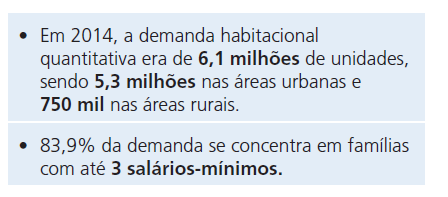 • Em 2014, a demanda habitacional
quantitativa era de 6,1 milhões de unidades,
sendo 5,3 milhões nas áreas urbanas e
750 mil nas áreas rurais.
• 83,9% da demanda se concentra em famílias
com até 3 salários-mínimos.